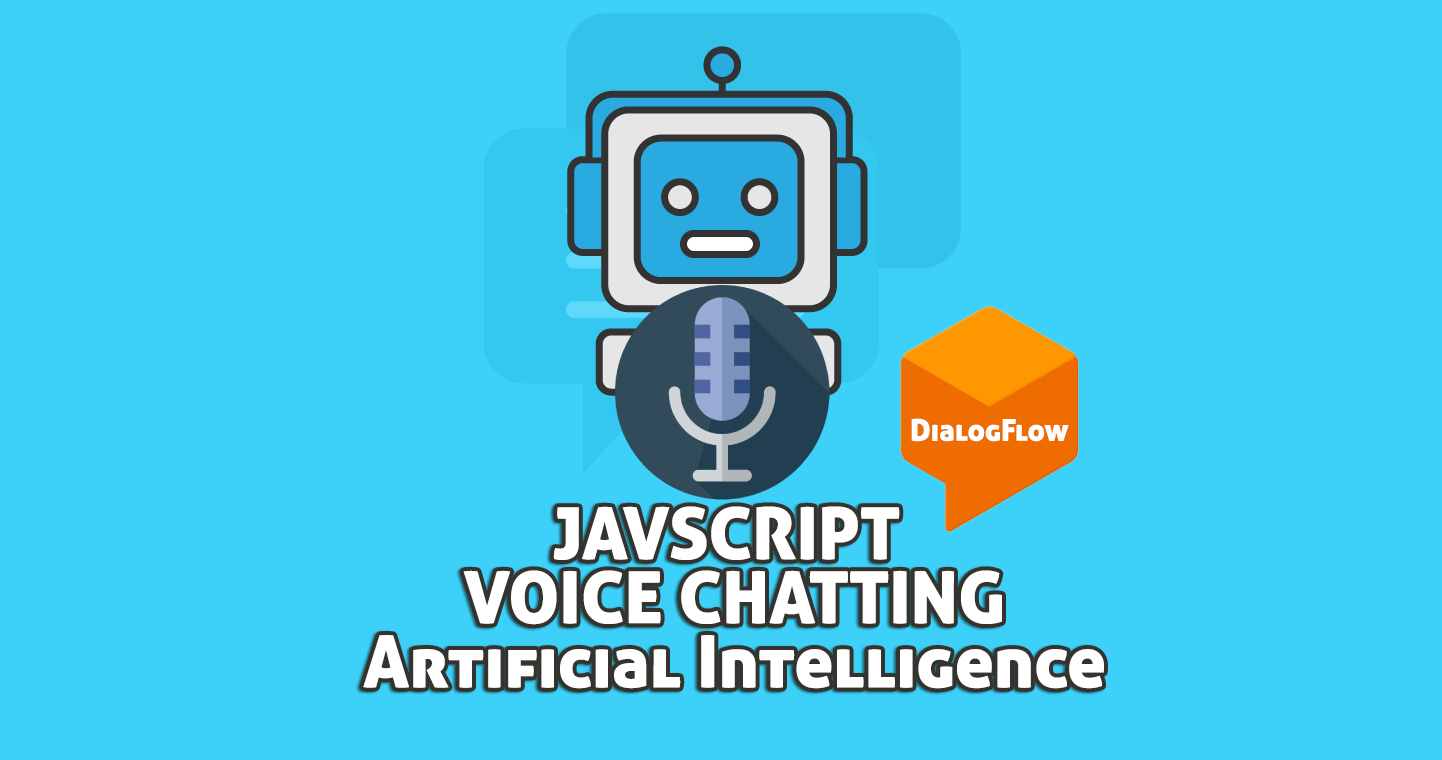 DialogFlow
JAVSCRIPT
VOICE CHATTING
Artificial Intelligence